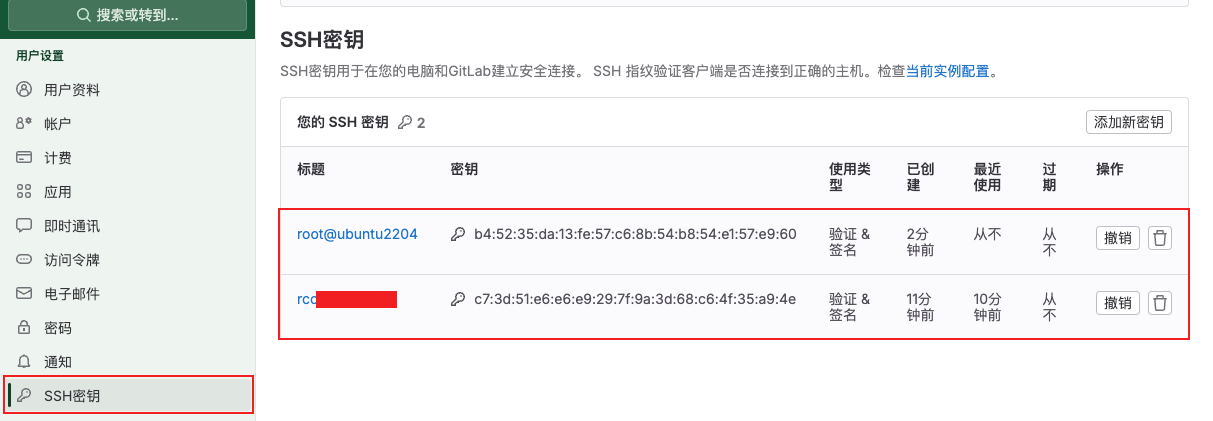 搜索或转到...
用户设置
用户资料
帐户
计费
应用
即时通讯
访问令牌
电子邮件
密码
通知
SSH密钥
SSH密钥
SSH密钥用于在您的电脑和GitLab建立安全连接。 SSH 指纹验证客户端是否连接到正确的主机。检查当前实例配置。
您的 SSH 密钥 2
添加新密钥
标题 密钥 使用类型 已创建 最近使用 过期 操作
root@ubuntu2204 b4:52:35:da:13:fe:57:c6:8b:54:b8:54:e1:57:e9:60 验证 & 签名 2分钟前 从不 从不 撤销
c7:3d:51:e6:e6:e9:29:7f:9a:3d:68:c6:4f:35:a9:4e 验证 & 签名 11分钟前 10分钟前 从不 撤销